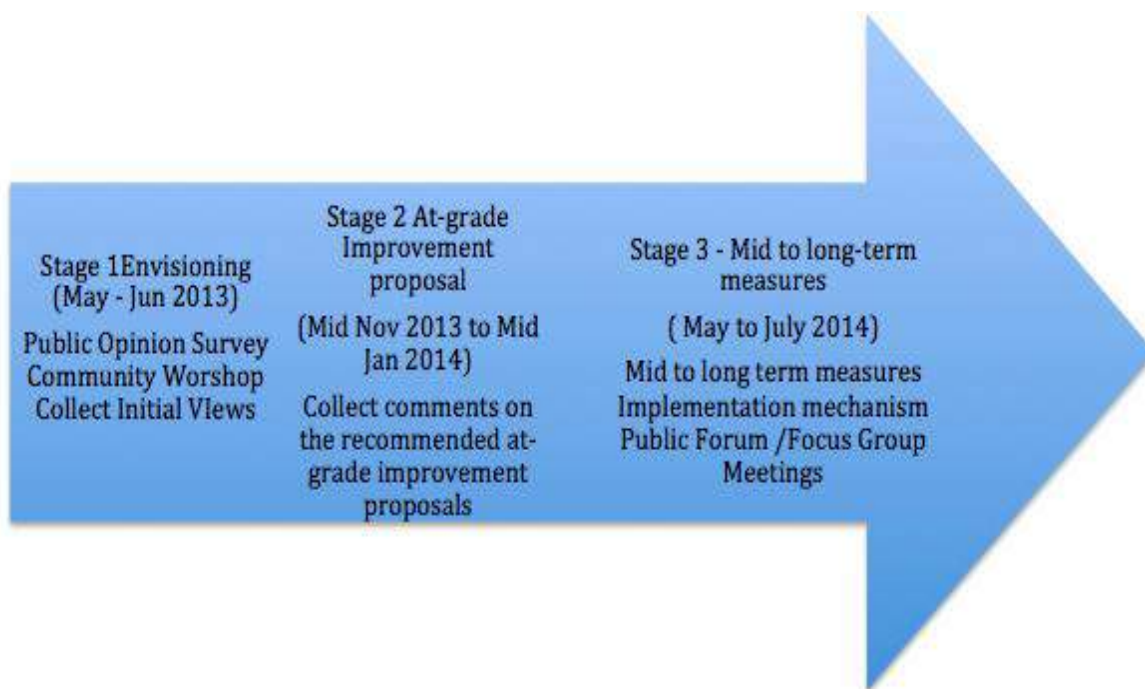 Stage 1Envisioning
(May - Jun 2013)
Public Opinion Survey
Community Worshop
Collect Initial VIews
Stage 2 At-grade
Improvement
proposal
(Mid Nov 2013 to Mid
Jan 2014)
Collect comments on
the recommended at-
grade improvement
proposals
Stage 3 - Mid to long-term
measures
( May to July 2014)
Mid to long term measures
Implementation mechanism
Public Forum /Focus Group
Meetings